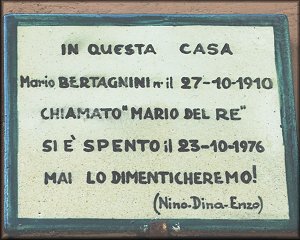 IN QUESTA CASA
Mario BERTAGNINI n. il 27-10-1910
CHIAMATO "MARIO DEL RE"
SI È SPENTO il 23-10-1976
MAI LO DIMENTICHEREMO!
(Nino-Dina-Enzo)